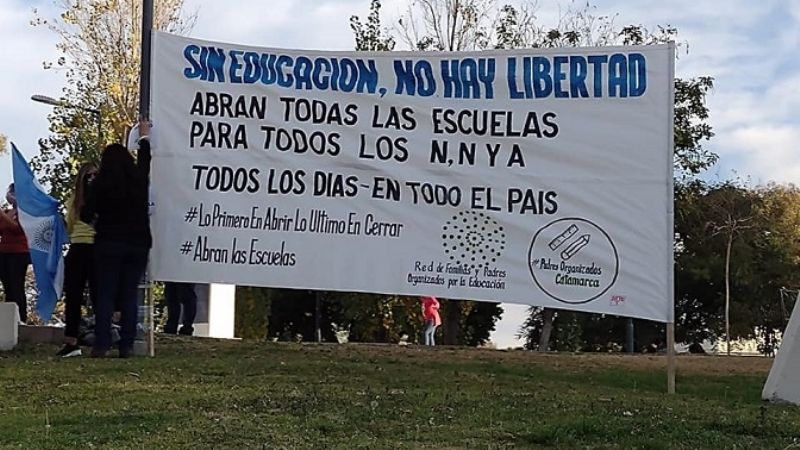 SIN EDUCACION, NO HAY LIBERTAD
ABRAN TODAS LAS ESCUELAS
PARA TODOS LOS N,NYA
TODOS LOS DIAS-EN TODO EL PAIS
#Lo Primero En Abrir Lo Ultimo En Cerrar
#Abran las Escuelas
Red de Familias y Padres
Organizados por la Educación
#Padres Organizados
CATAMARCA